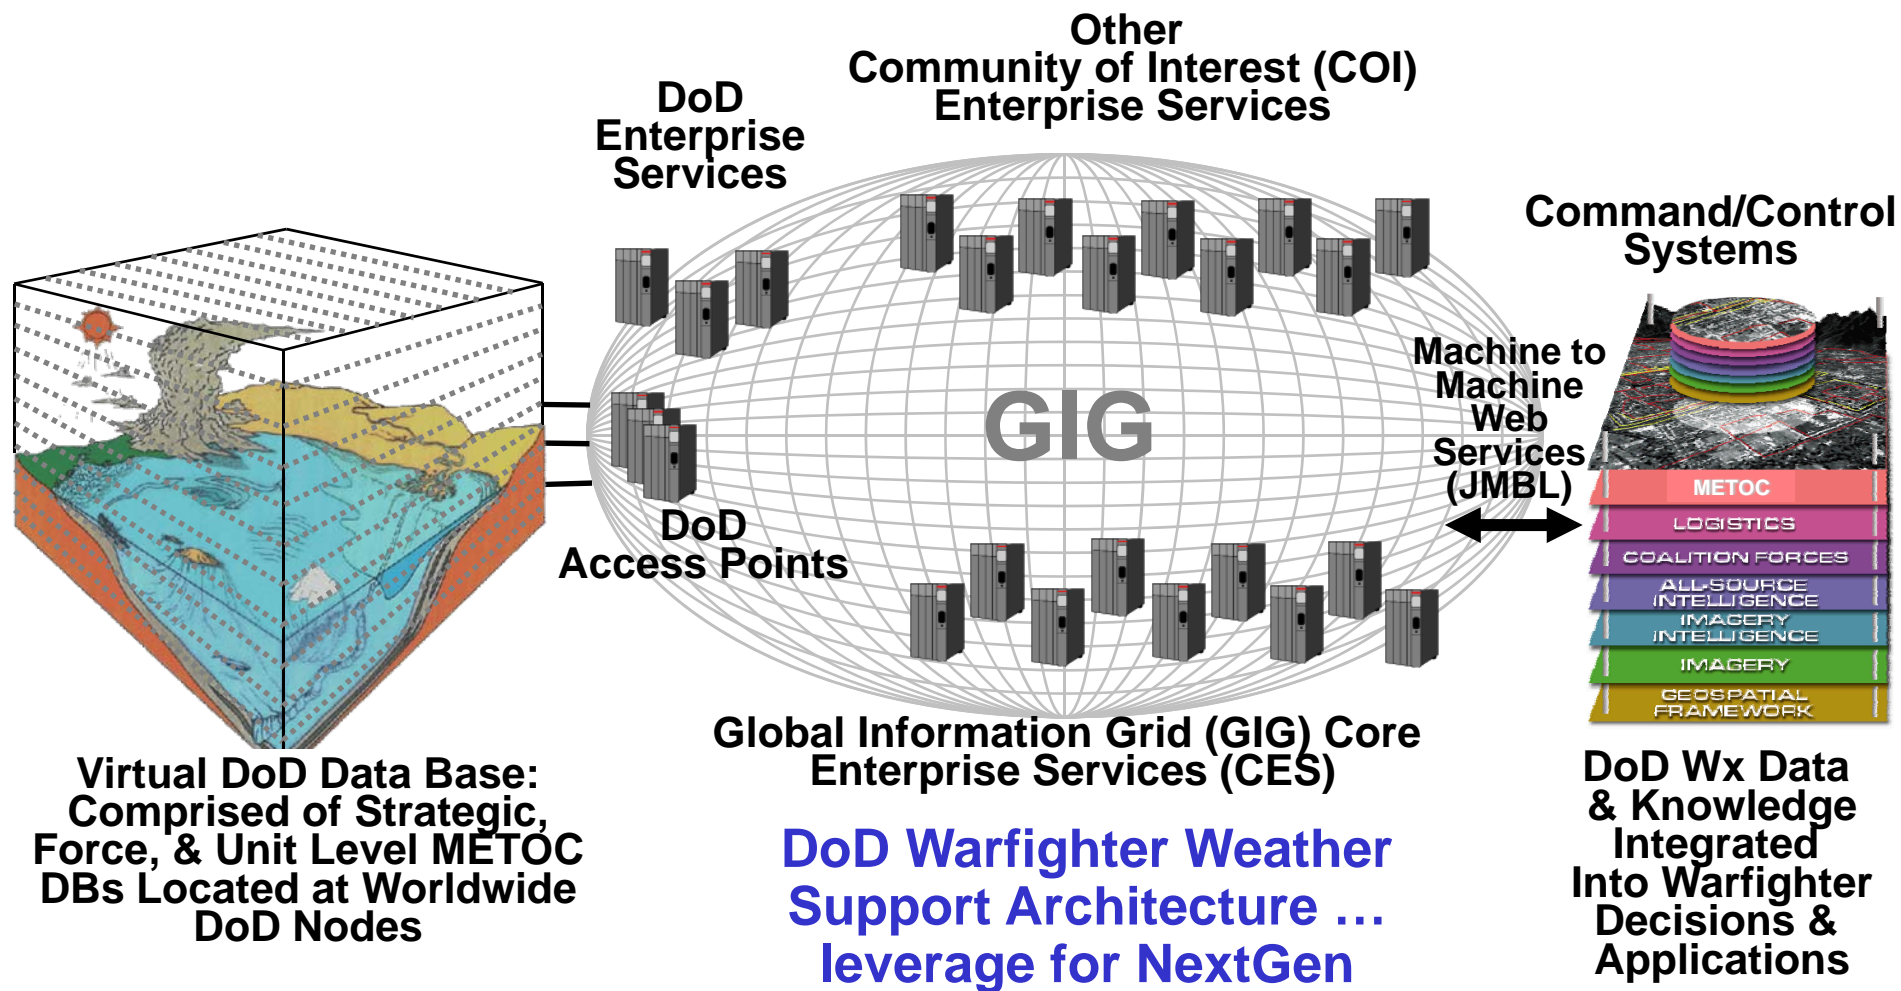 Other
Community of Interest (COI)
Enterprise Services
DoD
Enterprise
Services
Command/Control
Systems
Machine to
Machine
Web
Services
(JMBL)
GIG
DoD
Access Points
METOC
LOGISTICS
COALITION FORCES
ALL-SOURCE
INTELLIGENCE
IMAGERY
INTELLIGENCE
IMAGERY
GEOSPATIAL
FRAMEWORK
Global Information Grid (GIG) Core
Enterprise Services (CES)
Virtual DoD Data Base:
Comprised of Strategic,
Force, & Unit Level METOC
DBs Located at Worldwide
DoD Nodes
DoD Warfighter Weather
Support Architecture …
leverage for NextGen
DoD Wx Data
& Knowledge
Integrated
Into Warfighter
Decisions &
Applications